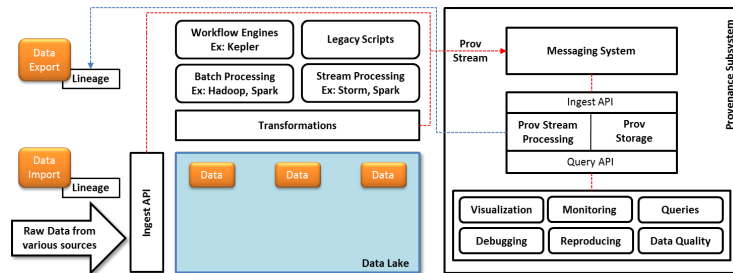 Data
Export
Lineage
Workflow Engines
Ex: Kepler
Legacy Scripts
Batch Processing
Ex: Hadoop, Spark
Stream Processing
Ex: Storm, Spark
Transformations
Data
Import
Lineage
Raw Data from
various sources
Ingest API
Data
Data
Data
Data Lake
Prov
Stream
Messaging System
Ingest API
Prov Stream
Processing
Prov
Storage
Query API
Visualization
Monitoring
Queries
Debugging
Reproducing
Data Quality
Provenance Subsystem